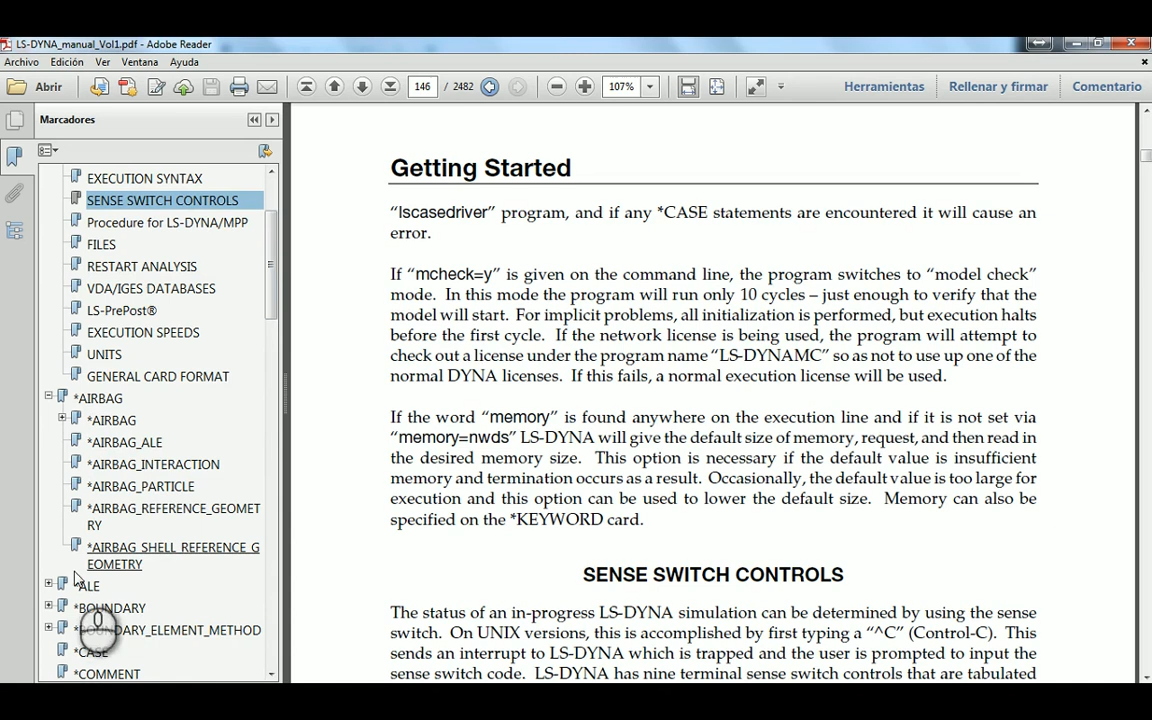 LS-DYNA_manual_Vol1.pdf - Adobe Reader
Archivo Edición Ver Ventana Ayuda
Abrir 146 / 2482 107% Herramientas Rellenar y firmar Comentario
Marcadores
EXECUTION SYNTAX
SENSE SWITCH CONTROLS
Procedure for LS-DYNA/MPP
FILES
RESTART ANALYSIS
VDA/IGES DATABASES
LS-PrePost®
EXECUTION SPEEDS
UNITS
GENERAL CARD FORMAT
*AIRBAG
*AIRBAG
*AIRBAG_ALE
*AIRBAG_INTERACTION
*AIRBAG_PARTICLE
*AIRBAG_REFERENCE_GEOMET
RY
*AIRBAG_SHELL_REFERENCE_G
EOMETRY
*ALE
*BOUNDARY
*BOUNDARY_ELEMENT_METHOD
*CASE
*COMMENT
Getting Started
“lscasedriver” program, and if any *CASE statements are encountered it will cause an
error.
If “mcheck=y” is given on the command line, the program switches to “model check”
mode. In this mode the program will run only 10 cycles – just enough to verify that the
model will start. For implicit problems, all initialization is performed, but execution halts
before the first cycle. If the network license is being used, the program will attempt to
check out a license under the program name “LS-DYNAMC” so as not to use up one of the
normal DYNA licenses. If this fails, a normal execution license will be used.
If the word “memory” is found anywhere on the execution line and if it is not set via
“memory=nwds” LS-DYNA will give the default size of memory, request, and then read in
the desired memory size. This option is necessary if the default value is insufficient
memory and termination occurs as a result. Occasionally, the default value is too large for
execution and this option can be used to lower the default size. Memory can also be
specified on the *KEYWORD card.
SENSE SWITCH CONTROLS
The status of an in-progress LS-DYNA simulation can be determined by using the sense
switch. On UNIX versions, this is accomplished by first typing a “^C” (Control-C). This
sends an interrupt to LS-DYNA which is trapped and the user is prompted to input the
sense switch code. LS-DYNA has nine terminal sense switch controls that are tabulated